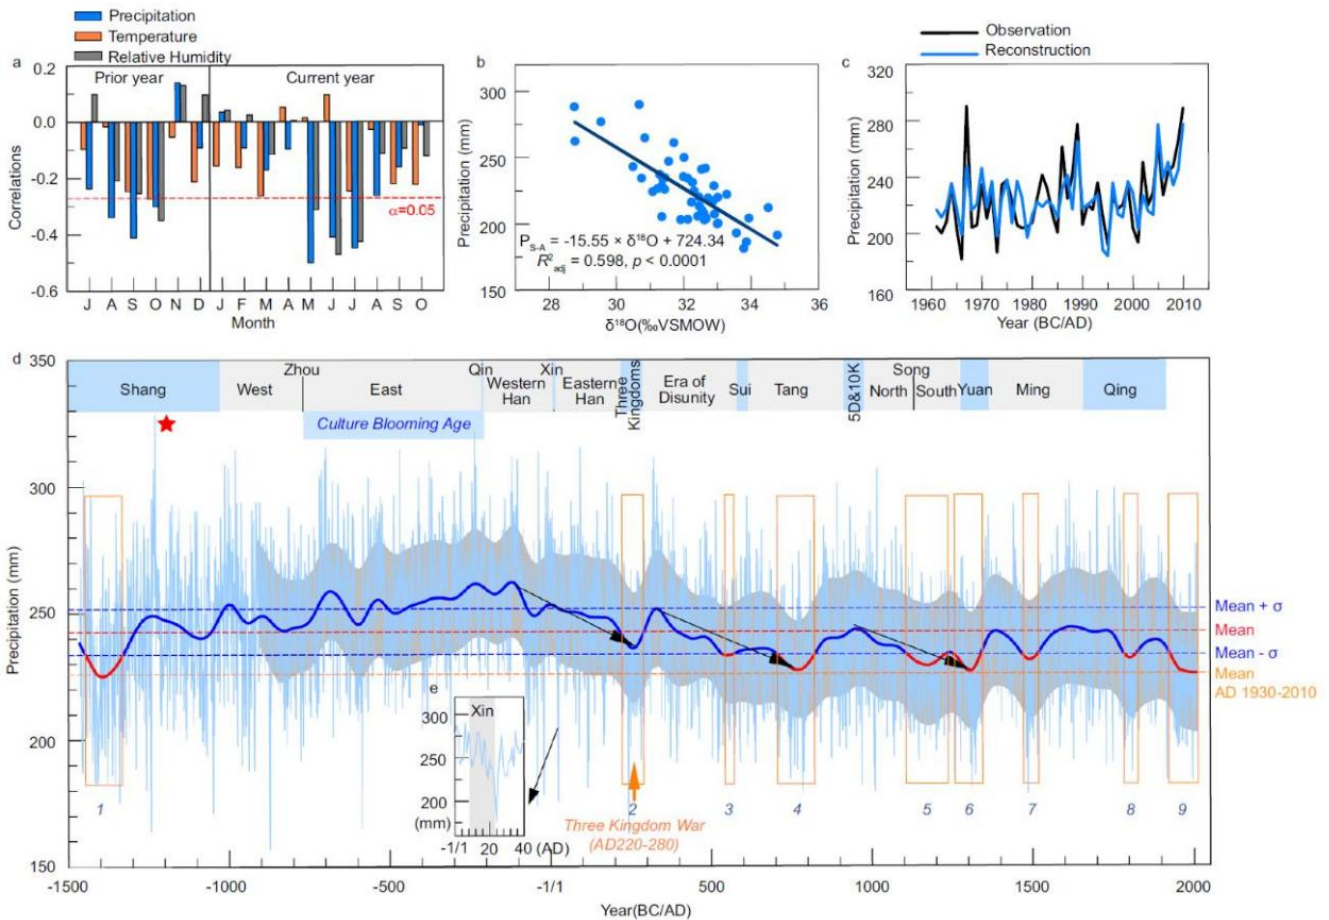 Precipitation
Temperature
Relative Humidity
a
0.2
0.0
-0.2
-0.4
-0.6
Correlations
Prior year
Current year
α=0.05
J A S O N D J F M A M J J A S O
Month
b
300
250
200
150
Precipitation (mm)
P_S-A = -15.55 × δ¹⁸O + 724.34
R²_adj = 0.598, p < 0.0001
28 30 32 34 36
δ¹⁸O(‰VSMOW)
Observation
Reconstruction
c
320
280
240
200
160
Precipitation (mm)
1960 1970 1980 1990 2000 2010
Year (BC/AD)
d
350
300
250
200
150
Precipitation (mm)
Shang
West
Zhou
East
Qin
Western
Han
Xin
Eastern
Han
Three
Kingdoms
Era of
Disunity
Sui
Tang
5D&10K
Song
North
South
Yuan
Ming
Qing
Culture Blooming Age
Mean + σ
Mean
Mean - σ
Mean
AD 1930-2010
e
Xin
300
250
200
(mm)
-1/1 20 40 (AD)
1
2
3
4
5
6
7
8
9
Three Kingdom War
(AD220-280)
-1500 -1000 -500 -1/1 500 1000 1500 2000
Year(BC/AD)